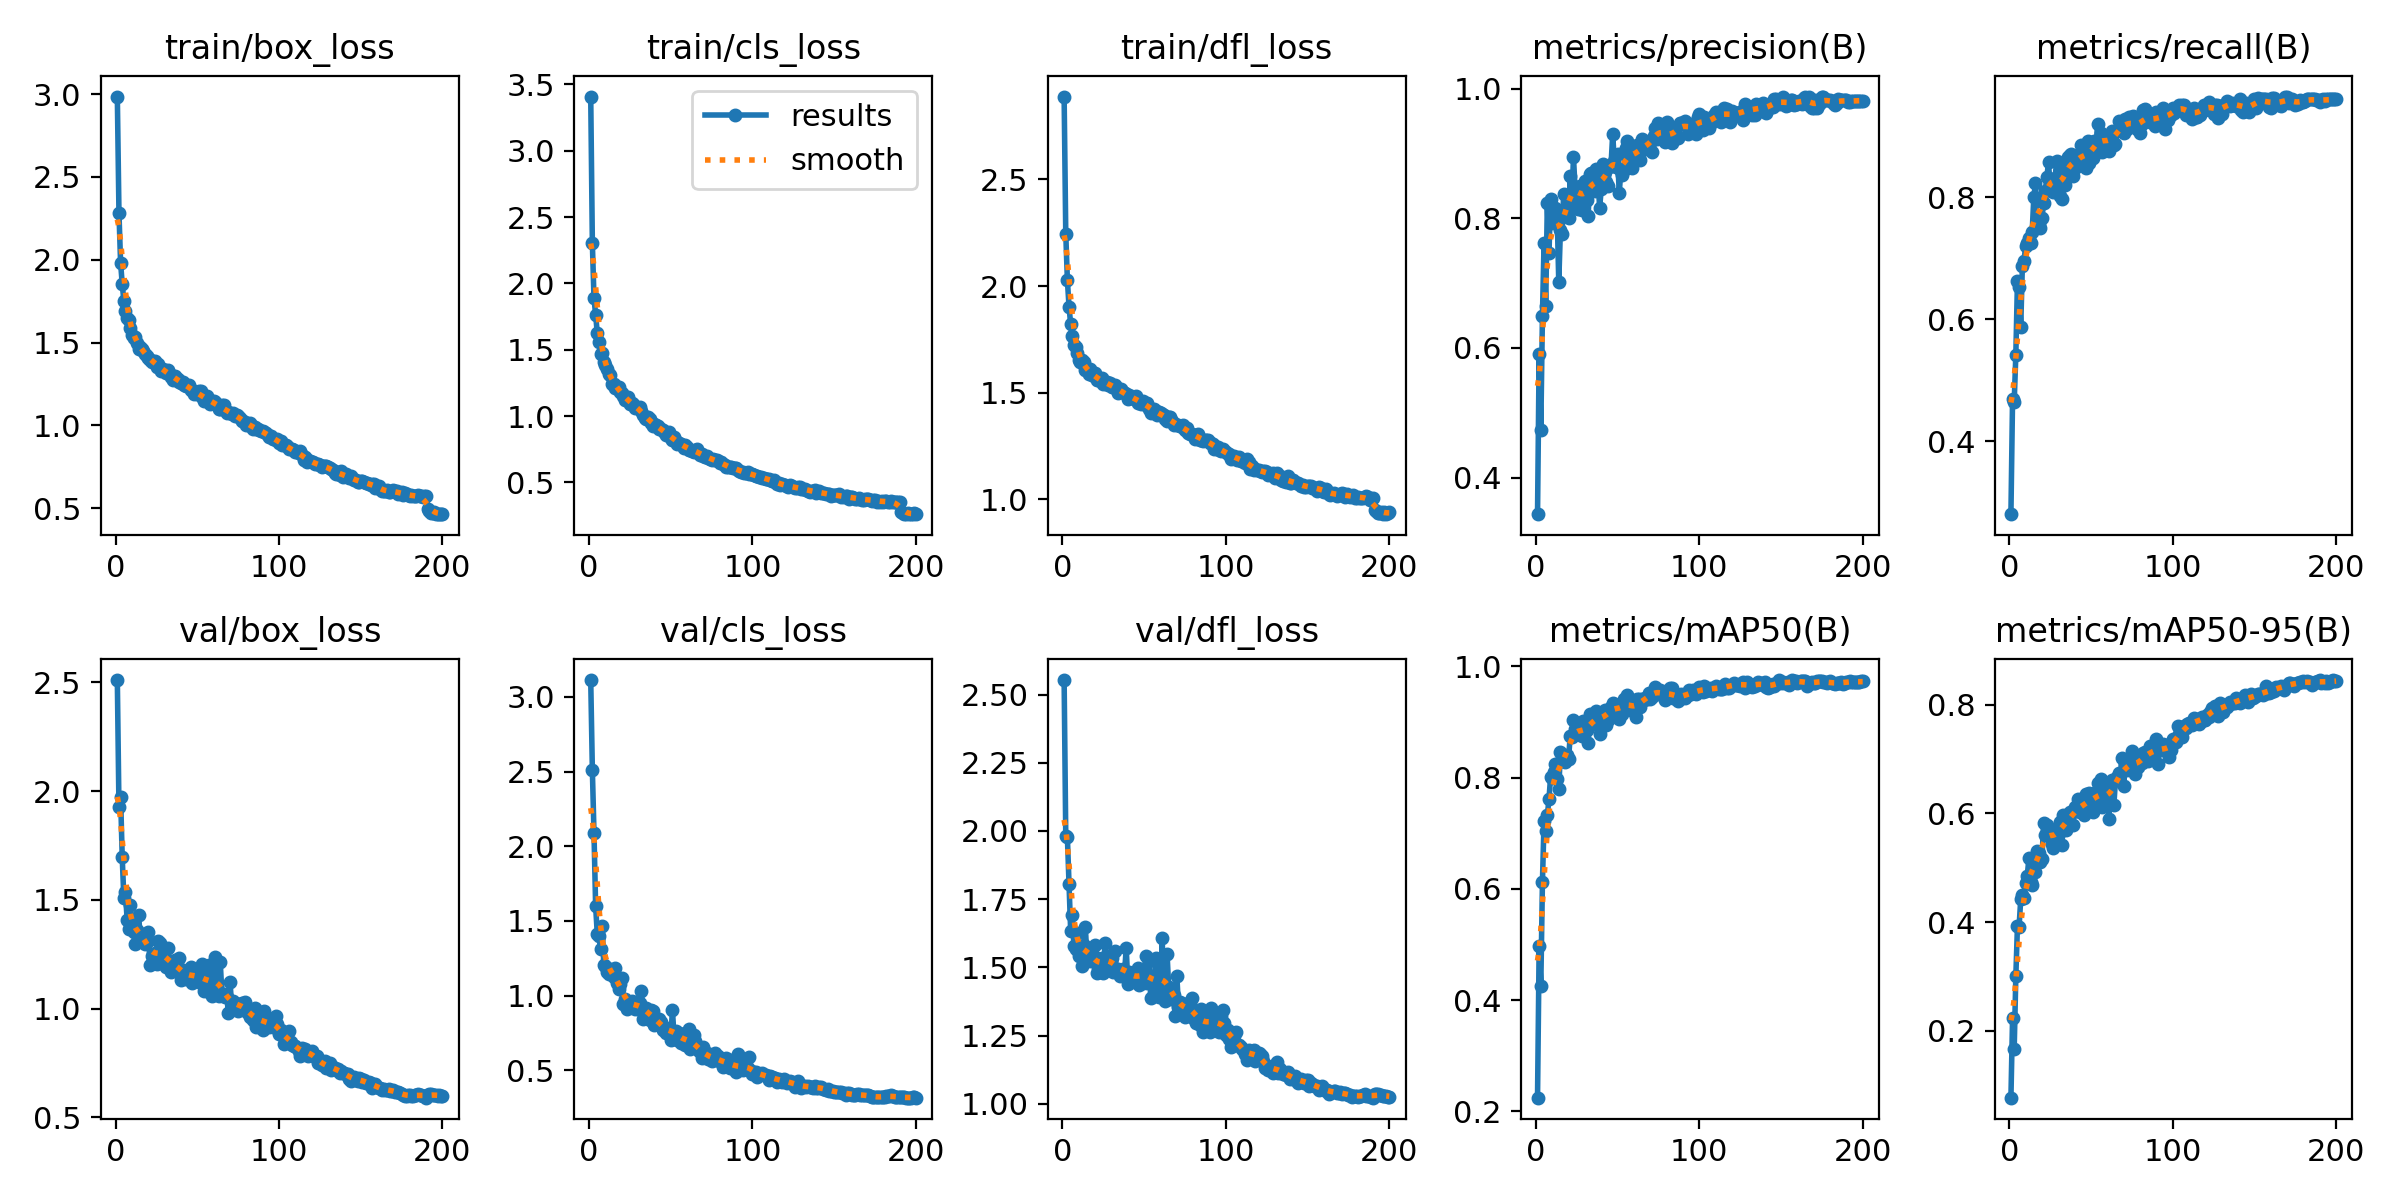 train/box_loss
3.0
2.5
2.0
1.5
1.0
0.5
0 100 200
train/cls_loss
results
smooth
3.5
3.0
2.5
2.0
1.5
1.0
0.5
0 100 200
train/dfl_loss
2.5
2.0
1.5
1.0
0 100 200
metrics/precision(B)
1.0
0.8
0.6
0.4
0 100 200
metrics/recall(B)
0.8
0.6
0.4
0 100 200
val/box_loss
2.5
2.0
1.5
1.0
0.5
0 100 200
val/cls_loss
3.0
2.5
2.0
1.5
1.0
0.5
0 100 200
val/dfl_loss
2.50
2.25
2.00
1.75
1.50
1.25
1.00
0 100 200
metrics/mAP50(B)
1.0
0.8
0.6
0.4
0.2
0 100 200
metrics/mAP50-95(B)
0.8
0.6
0.4
0.2
0 100 200